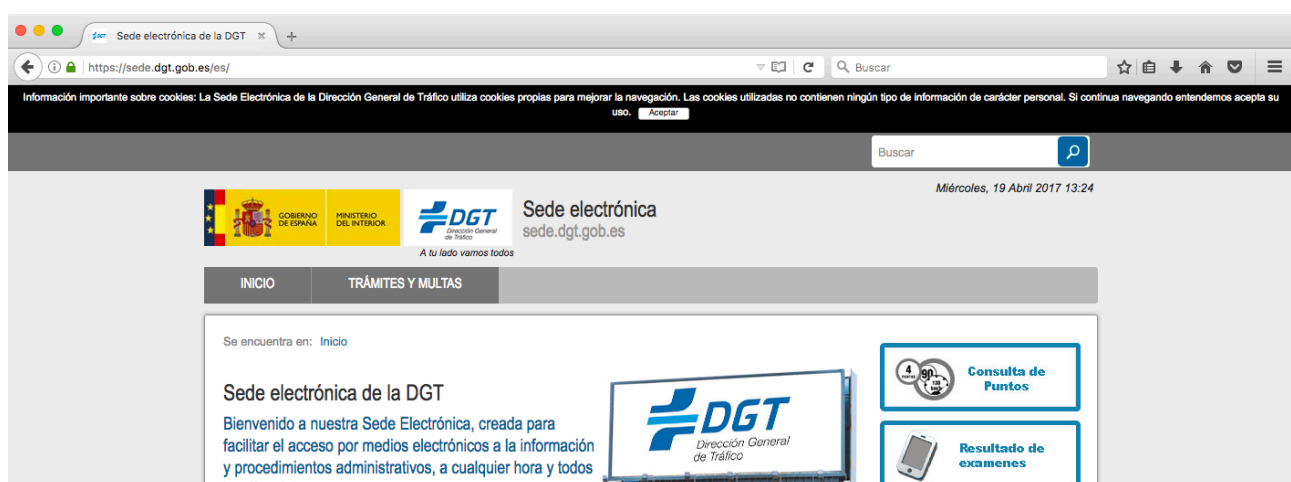 DGT Sede electrónica de la DGT
https://sede.dgt.gob.es/es/
Buscar
Información importante sobre cookies: La Sede Electrónica de la Dirección General de Tráfico utiliza cookies propias para mejorar la navegación. Las cookies utilizadas no contienen ningún tipo de información de carácter personal. Si continua navegando entendemos acepta su
uso. Aceptar
Buscar
Miércoles, 19 Abril 2017 13:24
GOBIERNO
DE ESPAÑA
MINISTERIO
DEL INTERIOR
DGT
Dirección General
de Tráfico
A tu lado vamos todos
Sede electrónica
sede.dgt.gob.es
INICIO
TRÁMITES Y MULTAS
Se encuentra en: Inicio
Sede electrónica de la DGT
Bienvenido a nuestra Sede Electrónica, creada para
facilitar el acceso por medios electrónicos a la información
y procedimientos administrativos, a cualquier hora y todos
DGT
Dirección General
de Tráfico
4
PUNTOS
90
130
km/h
Consulta de
Puntos
Resultado de
examenes